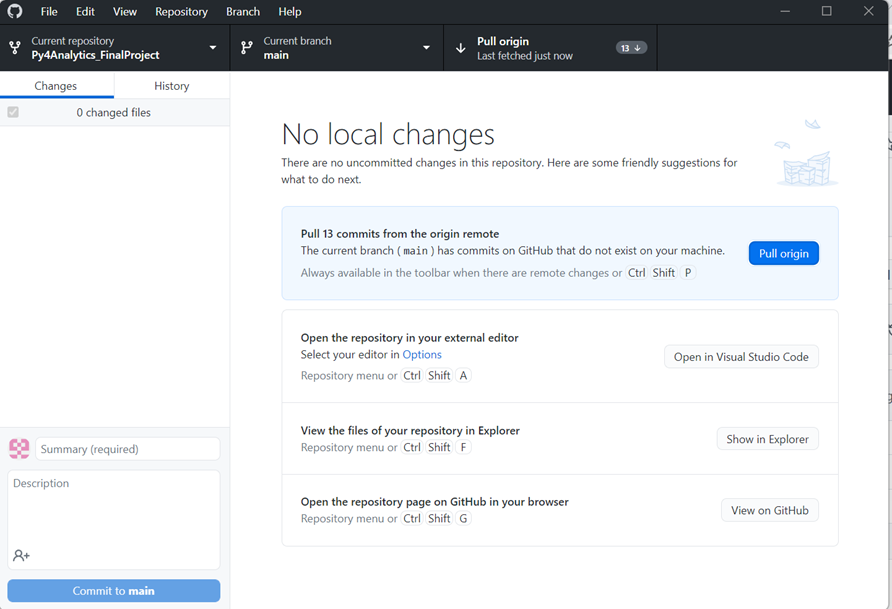 File Edit View Repository Branch Help
Current repository
Py4Analytics_FinalProject
Current branch
main
Pull origin
Last fetched just now
13
Changes
History
0 changed files
No local changes
There are no uncommitted changes in this repository. Here are some friendly suggestions for
what to do next.
Pull 13 commits from the origin remote
The current branch ( main ) has commits on GitHub that do not exist on your machine.
Always available in the toolbar when there are remote changes or Ctrl Shift P
Pull origin
Open the repository in your external editor
Select your editor in Options
Repository menu or Ctrl Shift A
Open in Visual Studio Code
View the files of your repository in Explorer
Repository menu or Ctrl Shift F
Show in Explorer
Open the repository page on GitHub in your browser
Repository menu or Ctrl Shift G
View on GitHub
Summary (required)
Description
Commit to main